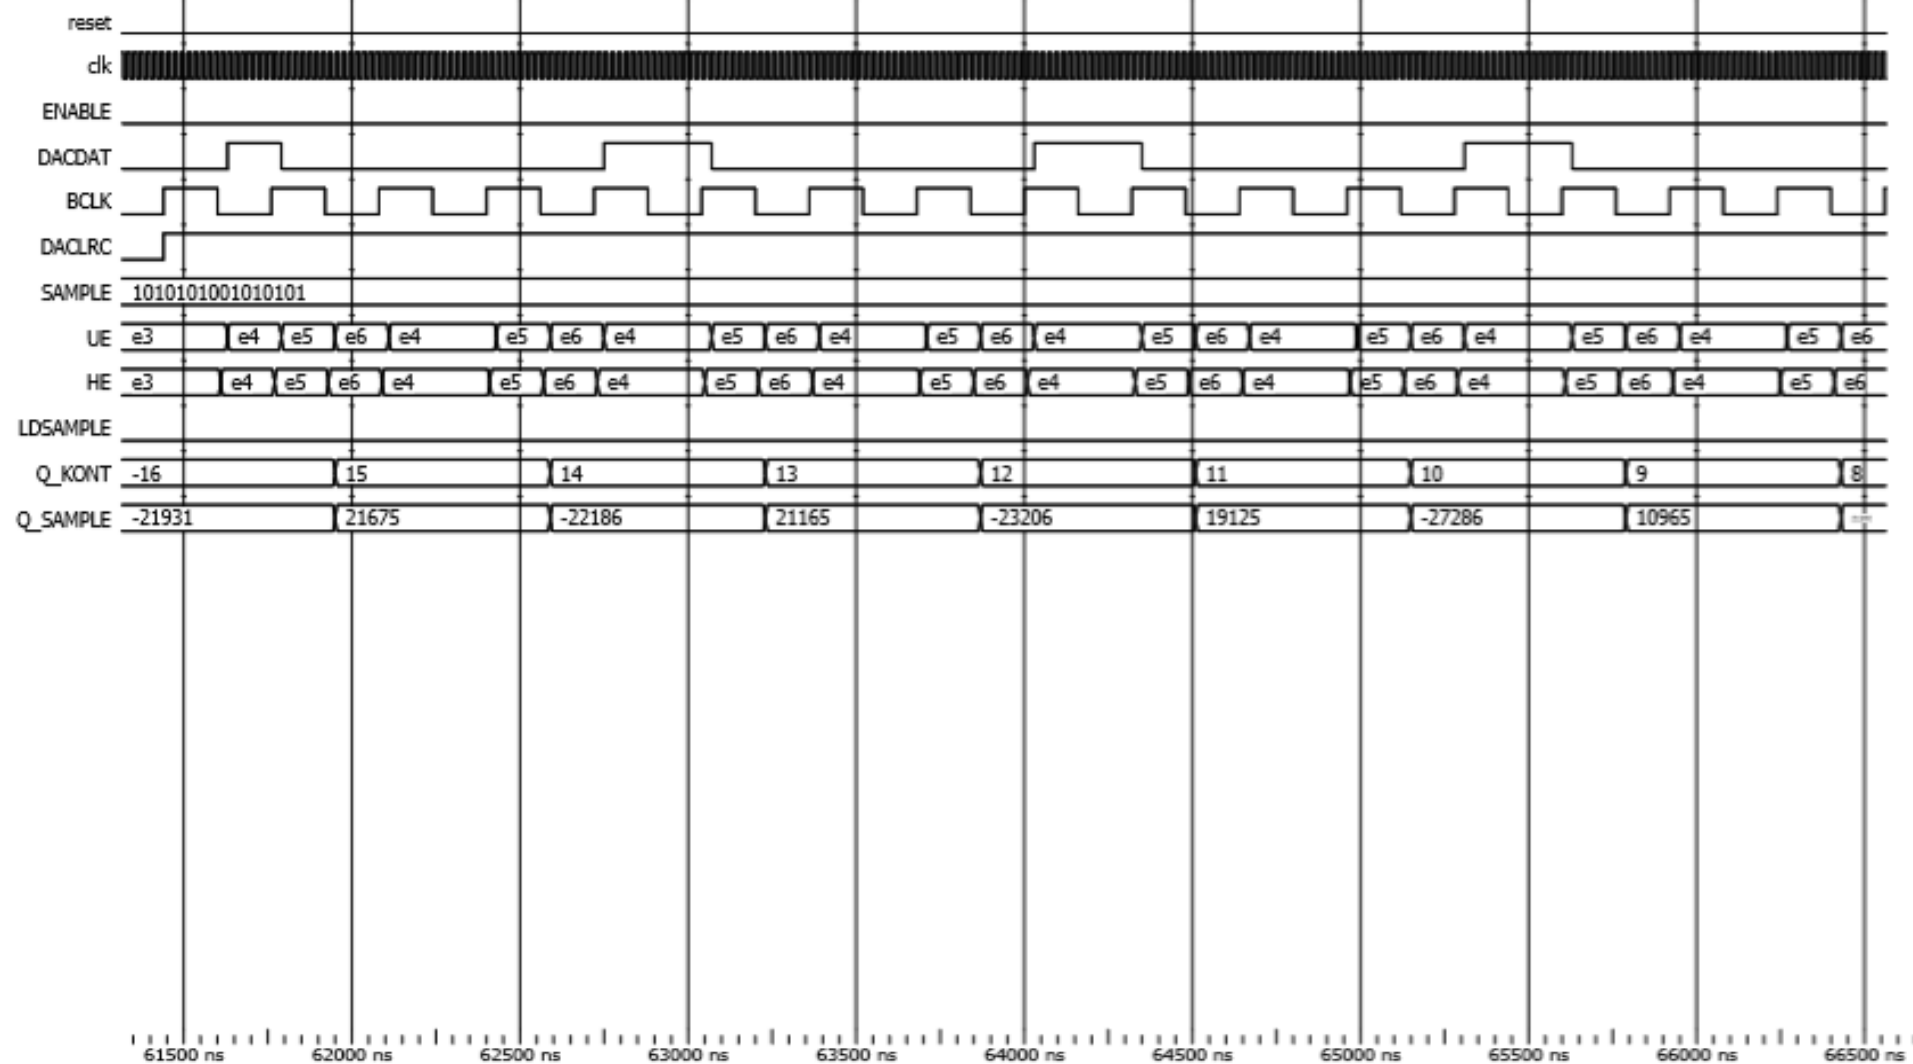 reset
clk
ENABLE
DACDAT
BCLK
DACLRC
SAMPLE 1010101001010101
UE e3 e4 e5 e6 e4 e5 e6 e4 e5 e6 e4 e5 e6 e4 e5 e6 e4 e5 e6 e4 e5 e6 e4 e5 e6
HE e3 e4 e5 e6 e4 e5 e6 e4 e5 e6 e4 e5 e6 e4 e5 e6 e4 e5 e6 e4 e5 e6 e4 e5 e6
LDSAMPLE
Q_KONT -16 15 14 13 12 11 10 9 8
Q_SAMPLE -21931 21675 -22186 21165 -23206 19125 -27286 10965
61500 ns 62000 ns 62500 ns 63000 ns 63500 ns 64000 ns 64500 ns 65000 ns 65500 ns 66000 ns 66500 ns